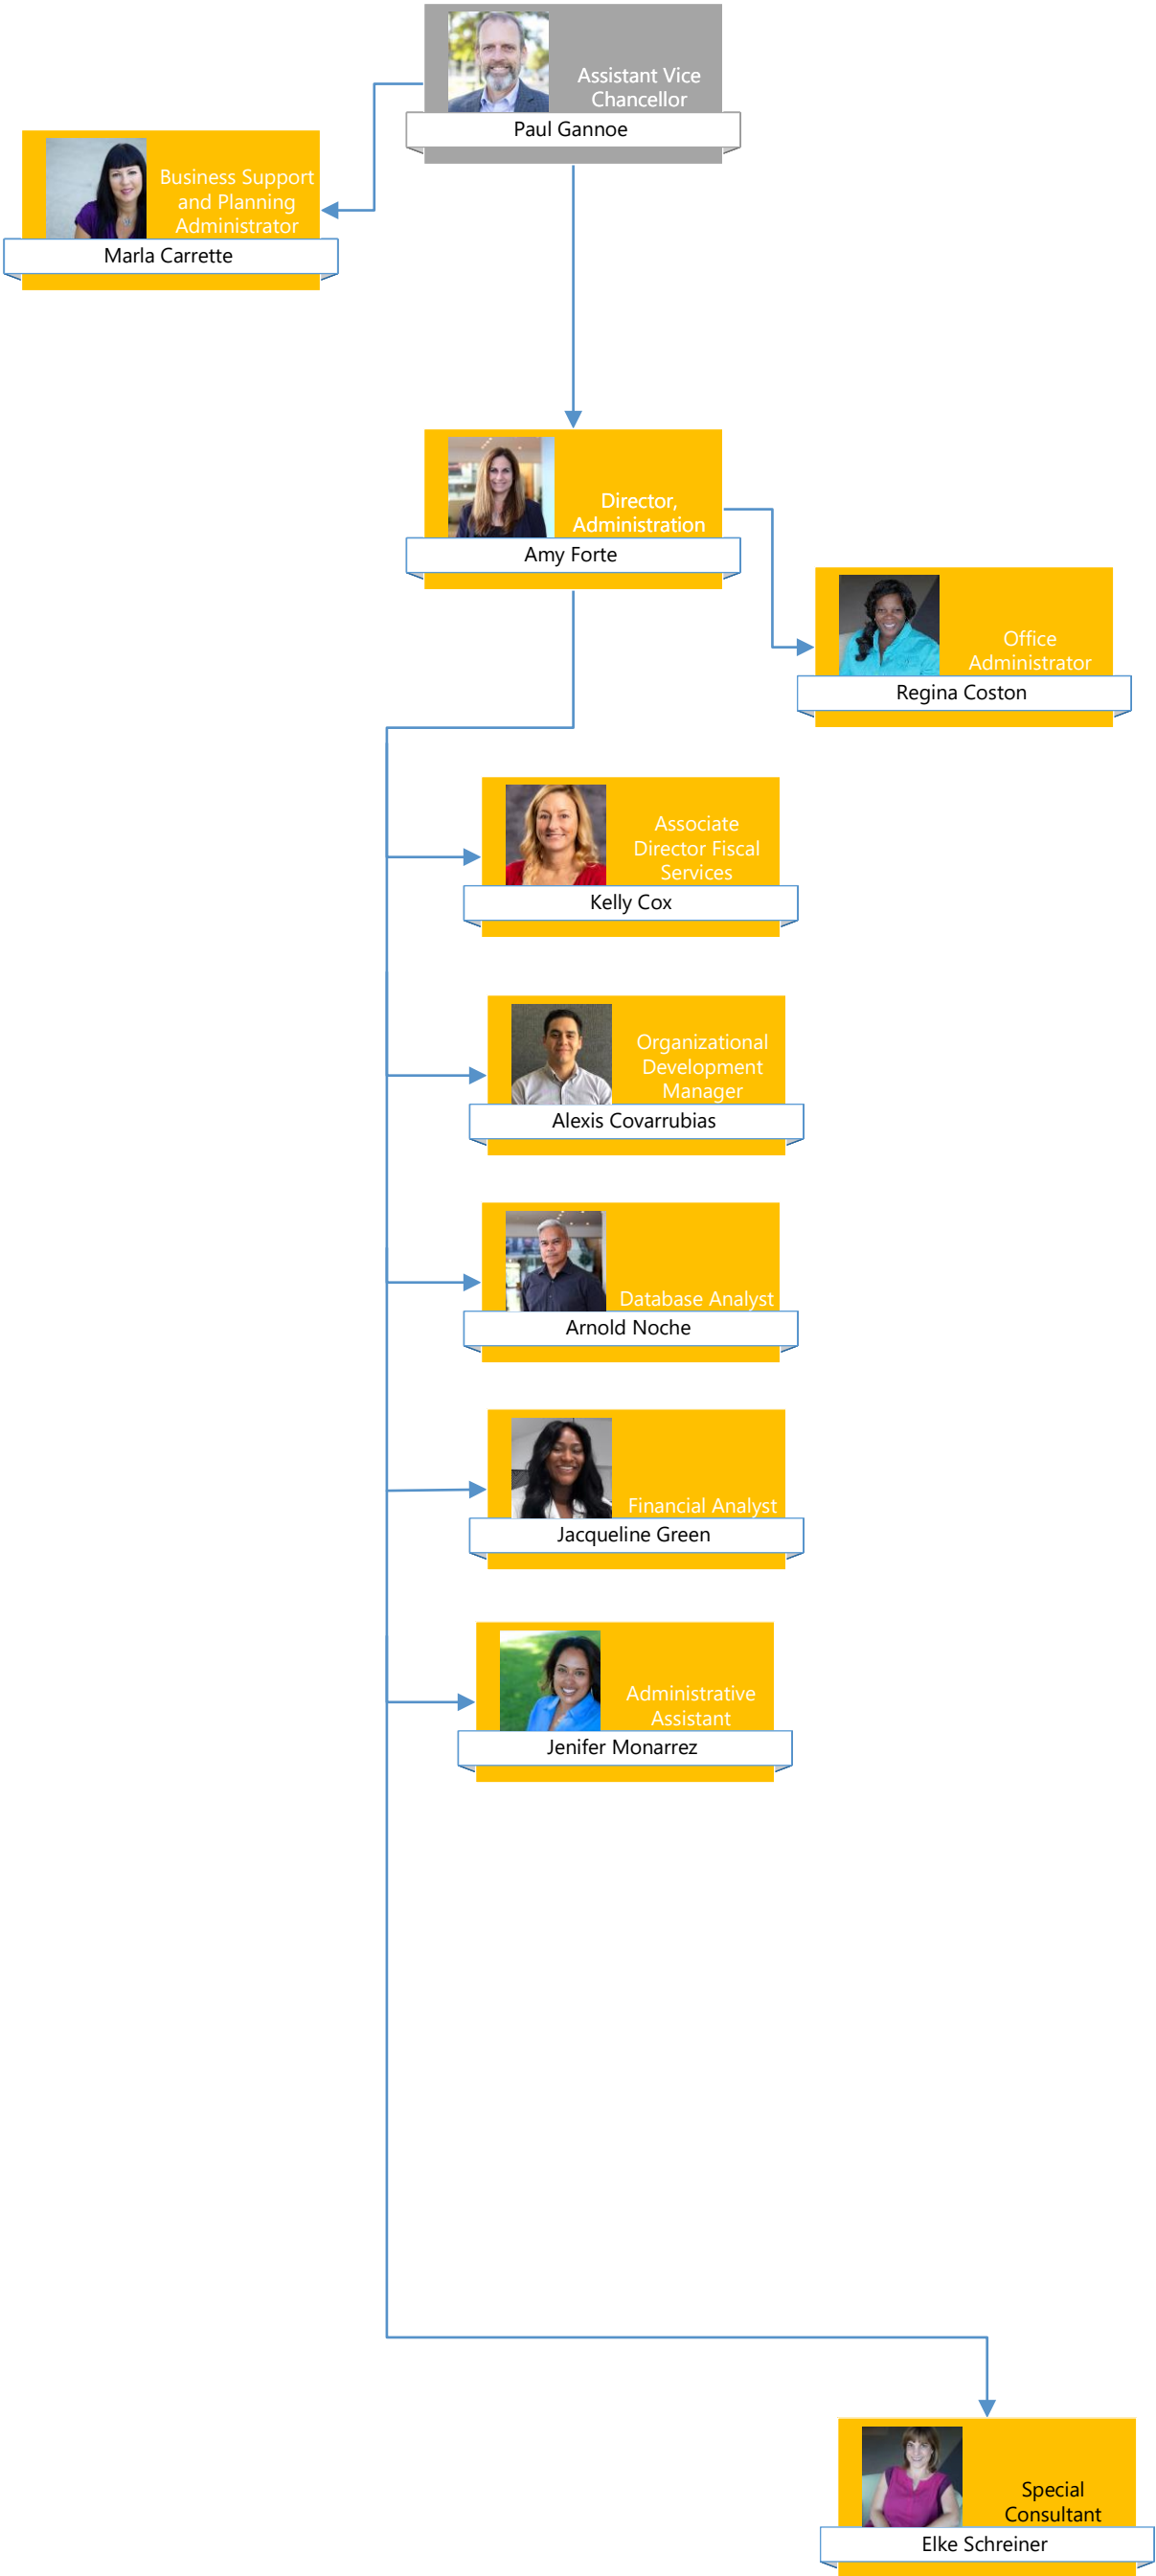 Assistant Vice
Chancellor
Paul Gannoe
Business Support
and Planning
Administrator
Marla Carrette
Director,
Administration
Amy Forte
Office
Administrator
Regina Coston
Associate
Director Fiscal
Services
Kelly Cox
Organizational
Development
Manager
Alexis Covarrubias
Database Analyst
Arnold Noche
Financial Analyst
Jacqueline Green
Administrative
Assistant
Jenifer Monarrez
Special
Consultant
Elke Schreiner